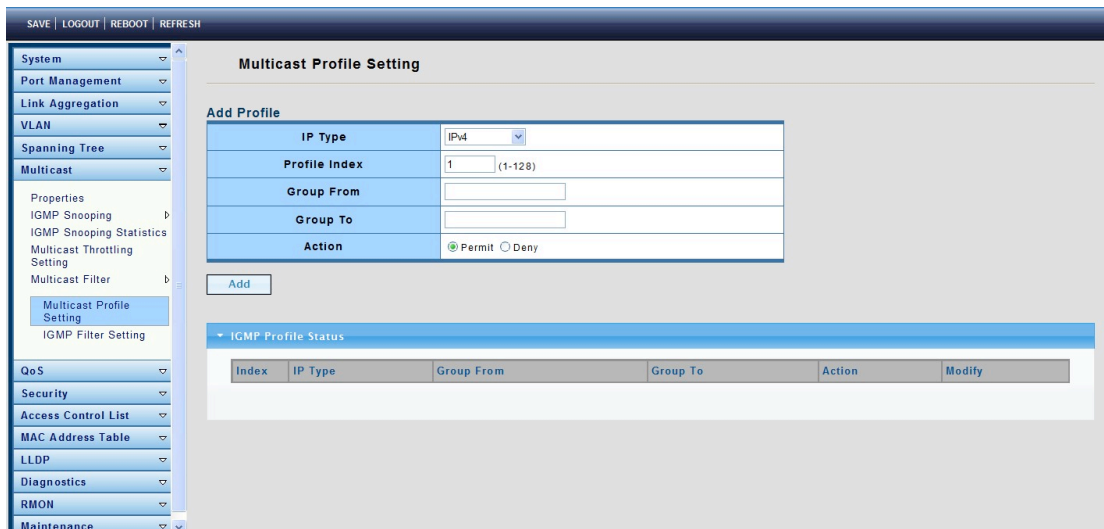 SAVE | LOGOUT | REBOOT | REFRESH
System
Port Management
Link Aggregation
VLAN
Spanning Tree
Multicast
Properties
IGMP Snooping
IGMP Snooping Statistics
Multicast Throttling
Setting
Multicast Filter
Multicast Profile
Setting
IGMP Filter Setting
QoS
Security
Access Control List
MAC Address Table
LLDP
Diagnostics
RMON
Maintenance
Multicast Profile Setting
Add Profile
IP Type IPv4
Profile Index 1 (1-128)
Group From
Group To
Action Permit Deny
Add
IGMP Profile Status
Index IP Type Group From Group To Action Modify